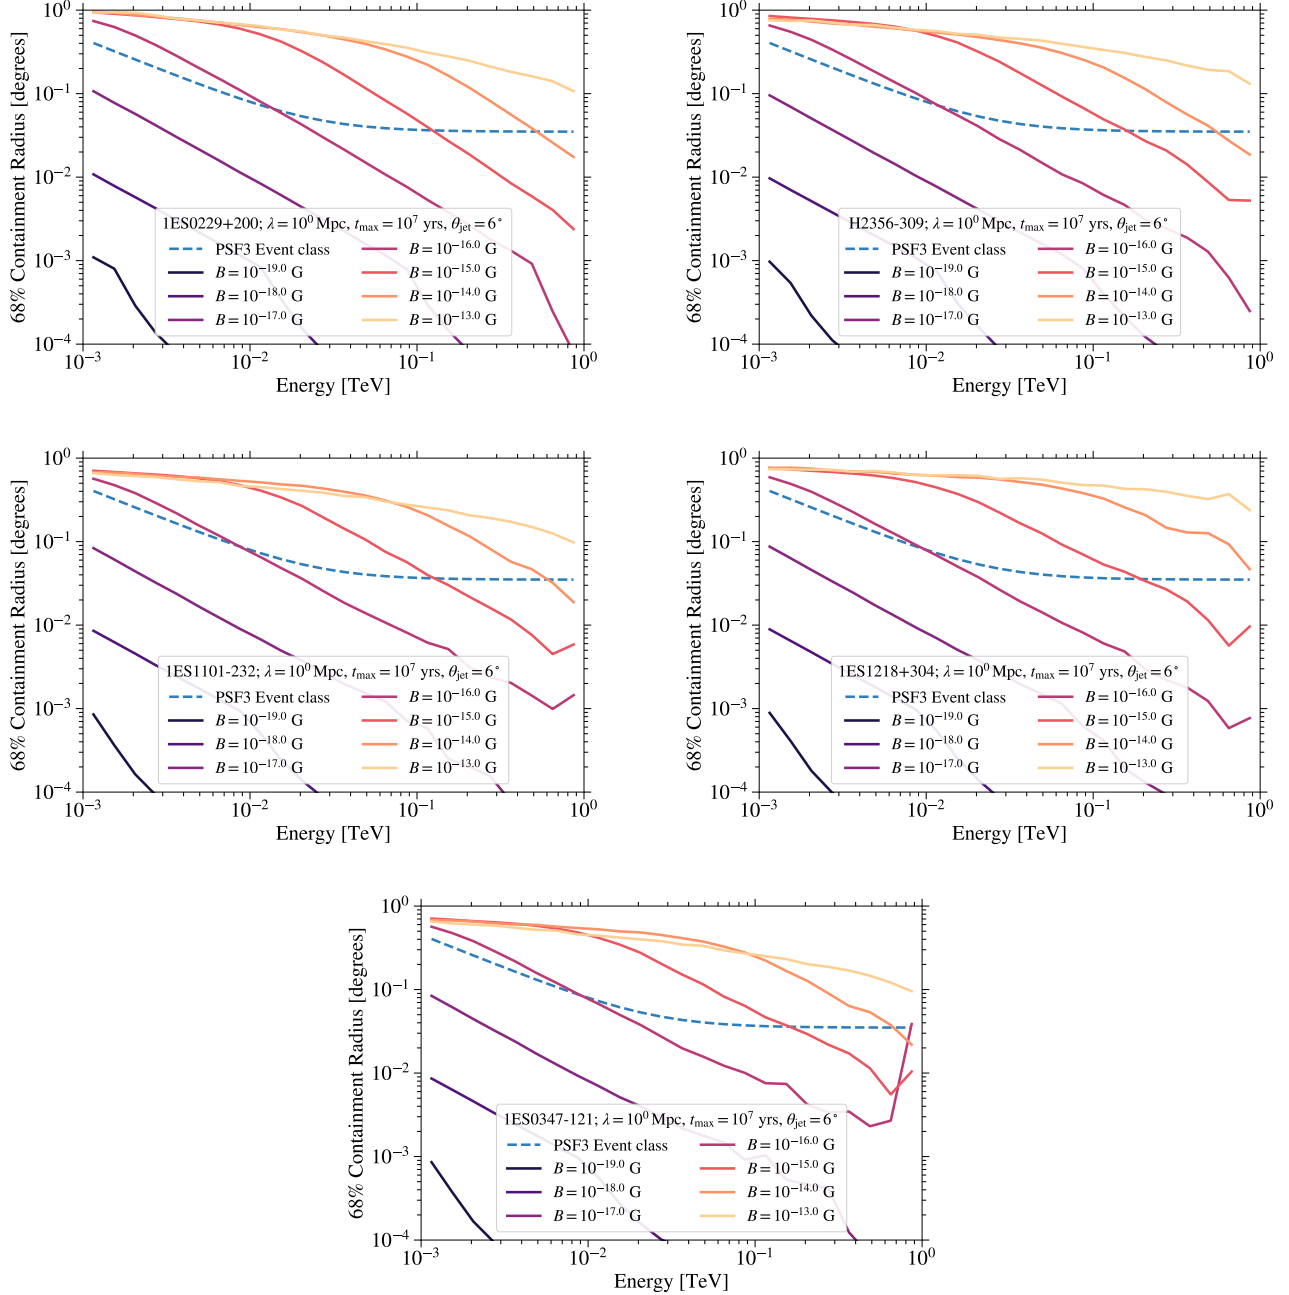 68% Containment Radius [degrees]
10^0
10^−1
10^−2
10^−3
10^−4
1ES0229+200; λ = 10^0 Mpc, t_max = 10^7 yrs, θ_jet = 6°
PSF3 Event class
B = 10^−19.0 G
B = 10^−18.0 G
B = 10^−17.0 G
B = 10^−16.0 G
B = 10^−15.0 G
B = 10^−14.0 G
B = 10^−13.0 G
10^−3 10^−2 10^−1 10^0
Energy [TeV]
68% Containment Radius [degrees]
10^0
10^−1
10^−2
10^−3
10^−4
H2356-309; λ = 10^0 Mpc, t_max = 10^7 yrs, θ_jet = 6°
PSF3 Event class
B = 10^−19.0 G
B = 10^−18.0 G
B = 10^−17.0 G
B = 10^−16.0 G
B = 10^−15.0 G
B = 10^−14.0 G
B = 10^−13.0 G
10^−3 10^−2 10^−1 10^0
Energy [TeV]
68% Containment Radius [degrees]
10^0
10^−1
10^−2
10^−3
10^−4
1ES1101-232; λ = 10^0 Mpc, t_max = 10^7 yrs, θ_jet = 6°
PSF3 Event class
B = 10^−19.0 G
B = 10^−18.0 G
B = 10^−17.0 G
B = 10^−16.0 G
B = 10^−15.0 G
B = 10^−14.0 G
B = 10^−13.0 G
10^−3 10^−2 10^−1 10^0
Energy [TeV]
68% Containment Radius [degrees]
10^0
10^−1
10^−2
10^−3
10^−4
1ES1218+304; λ = 10^0 Mpc, t_max = 10^7 yrs, θ_jet = 6°
PSF3 Event class
B = 10^−19.0 G
B = 10^−18.0 G
B = 10^−17.0 G
B = 10^−16.0 G
B = 10^−15.0 G
B = 10^−14.0 G
B = 10^−13.0 G
10^−3 10^−2 10^−1 10^0
Energy [TeV]
68% Containment Radius [degrees]
10^0
10^−1
10^−2
10^−3
10^−4
1ES0347-121; λ = 10^0 Mpc, t_max = 10^7 yrs, θ_jet = 6°
PSF3 Event class
B = 10^−19.0 G
B = 10^−18.0 G
B = 10^−17.0 G
B = 10^−16.0 G
B = 10^−15.0 G
B = 10^−14.0 G
B = 10^−13.0 G
10^−3 10^−2 10^−1 10^0
Energy [TeV]